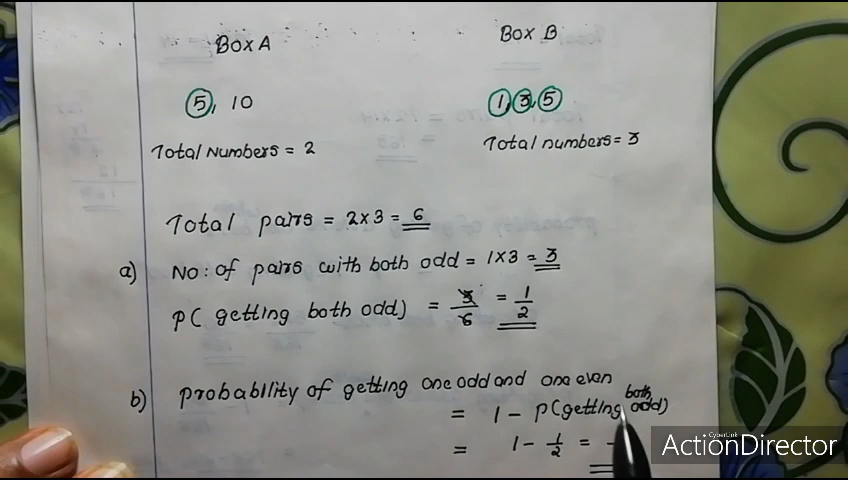 Box A
Box B
5, 10
1, 3, 5
Total Numbers = 2
Total numbers = 3
Total pairs = 2x3 = 6
a) No: of pairs with both odd = 1x3 = 3
P( getting both odd) = 3/6 = 1/2
b) probability of getting one odd and one even
= 1 - P(getting both odd)
= 1 - 1/2 =
CyberLink
ActionDirector